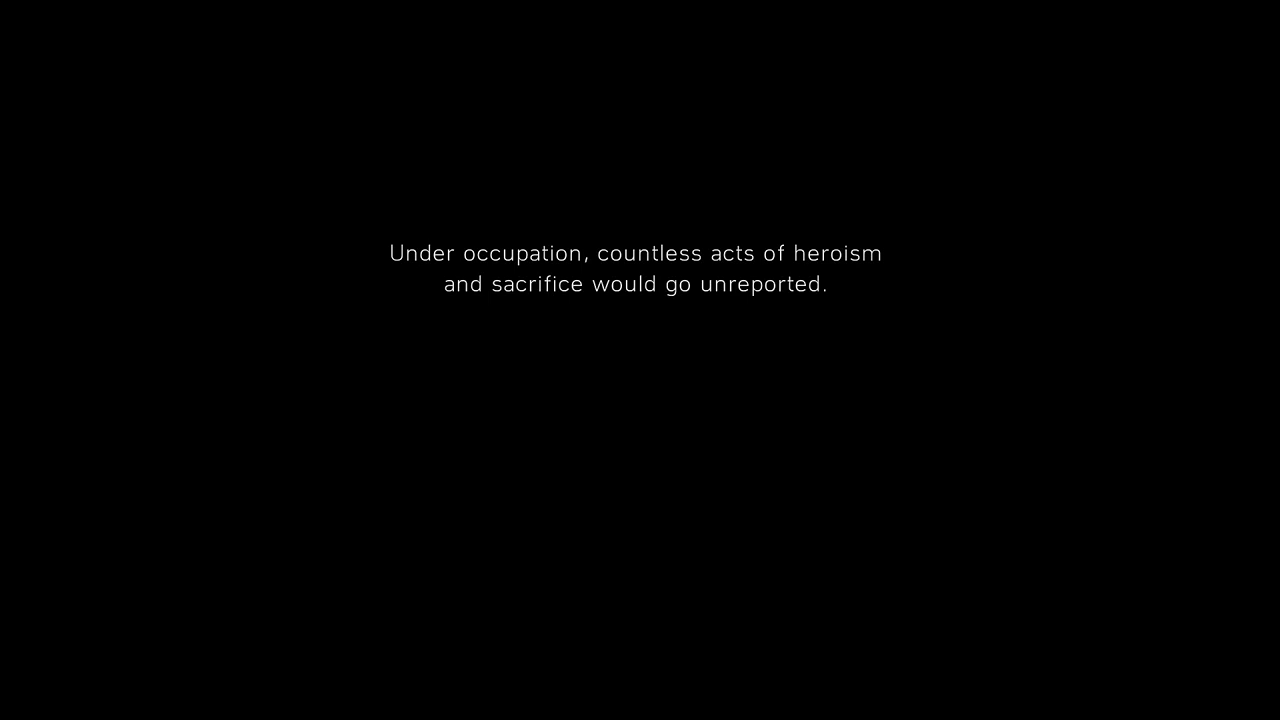 Under occupation, countless acts of heroism
and sacrifice would go unreported.